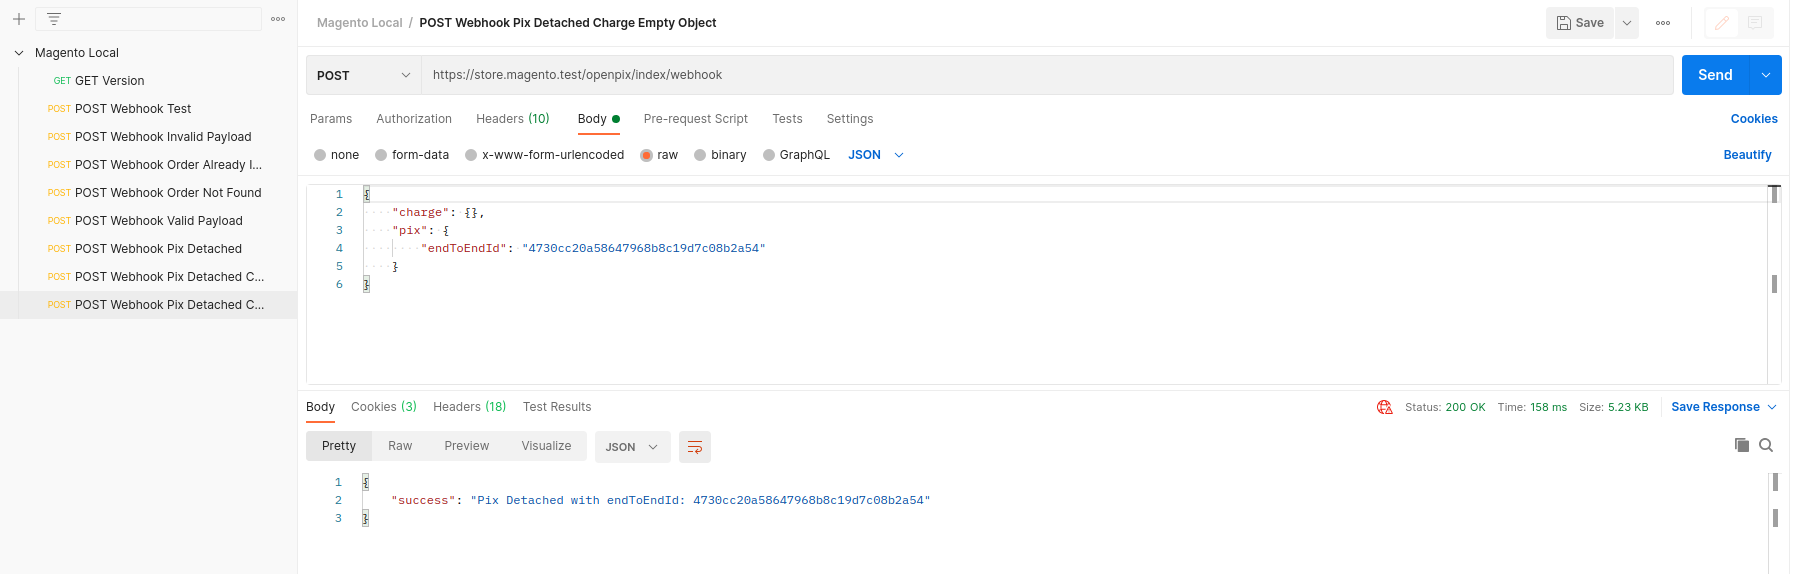 Magento Local
GET GET Version
POST POST Webhook Test
POST POST Webhook Invalid Payload
POST POST Webhook Order Already I...
POST POST Webhook Order Not Found
POST POST Webhook Valid Payload
POST POST Webhook Pix Detached
POST POST Webhook Pix Detached C...
POST POST Webhook Pix Detached C...
Magento Local / POST Webhook Pix Detached Charge Empty Object
Save
POST https://store.magento.test/openpix/index/webhook
Send
Params Authorization Headers (10) Body Pre-request Script Tests Settings Cookies
none form-data x-www-form-urlencoded raw binary GraphQL JSON Beautify
1 {
2 "charge": {},
3 "pix": {
4 "endToEndId": "4730cc20a58647968b8c19d7c08b2a54"
5 }
6 }
Body Cookies (3) Headers (18) Test Results Status: 200 OK Time: 158 ms Size: 5.23 KB Save Response
Pretty Raw Preview Visualize JSON
1 {
2 "success": "Pix Detached with endToEndId: 4730cc20a58647968b8c19d7c08b2a54"
3 }